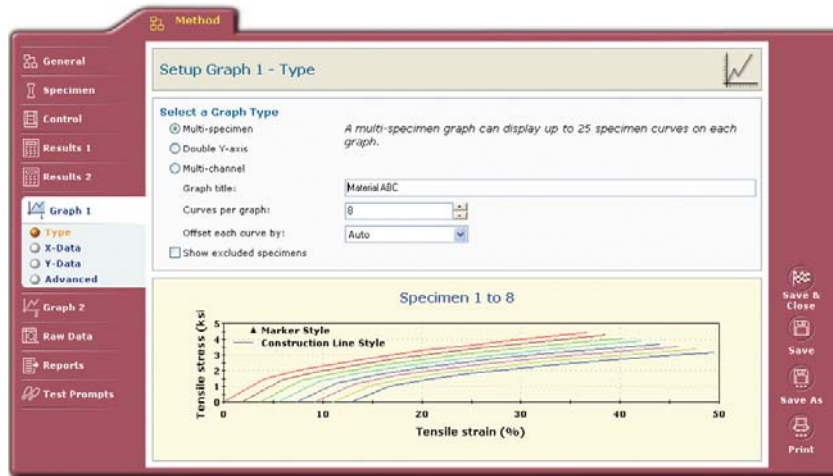 Method
General
Specimen
Control
Results 1
Results 2
Graph 1
Type
X-Data
Y-Data
Advanced
Graph 2
Raw Data
Reports
Test Prompts
Setup Graph 1 - Type
Select a Graph Type
Multi-specimen
A multi-specimen graph can display up to 25 specimen curves on each
graph.
Double Y-axis
Multi-channel
Graph title:
Material ABC
Curves per graph:
8
Offset each curve by:
Auto
Show excluded specimens
Specimen 1 to 8
Tensile stress (ksi
5
4
3
2
1
0
Marker Style
Construction Line Style
0
10
20
30
40
50
Tensile strain (%)
Save &
Close
Save
Save As
Print